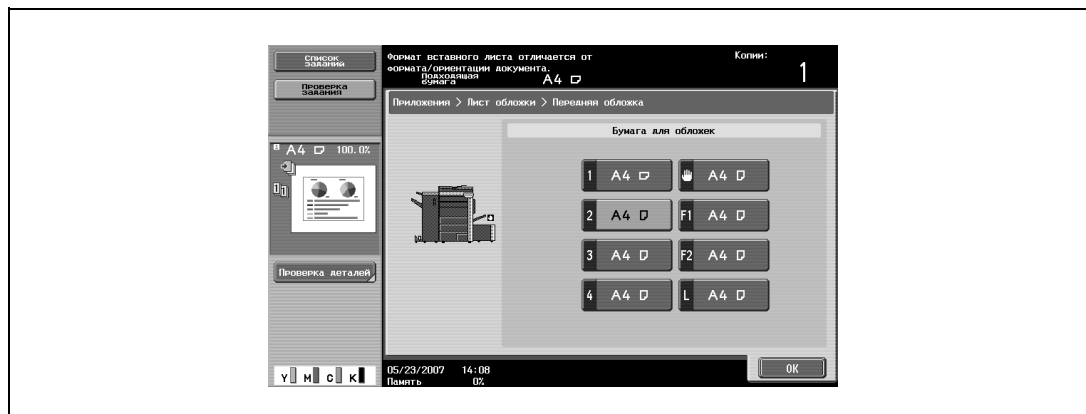 Список
заданий
Проверка
задания
Формат вставного листа отличается от
формата/ориентации документа.
Подходящая
бумага
A4
Копии:
1
Приложения > Лист обложки > Передняя обложка
A4 100.0%
Бумага для обложек
1 A4
A4
2 A4
F1 A4
3 A4
F2 A4
4 A4
L A4
Проверка деталей
Y M C K
05/23/2007 14:08
Память 0%
OK